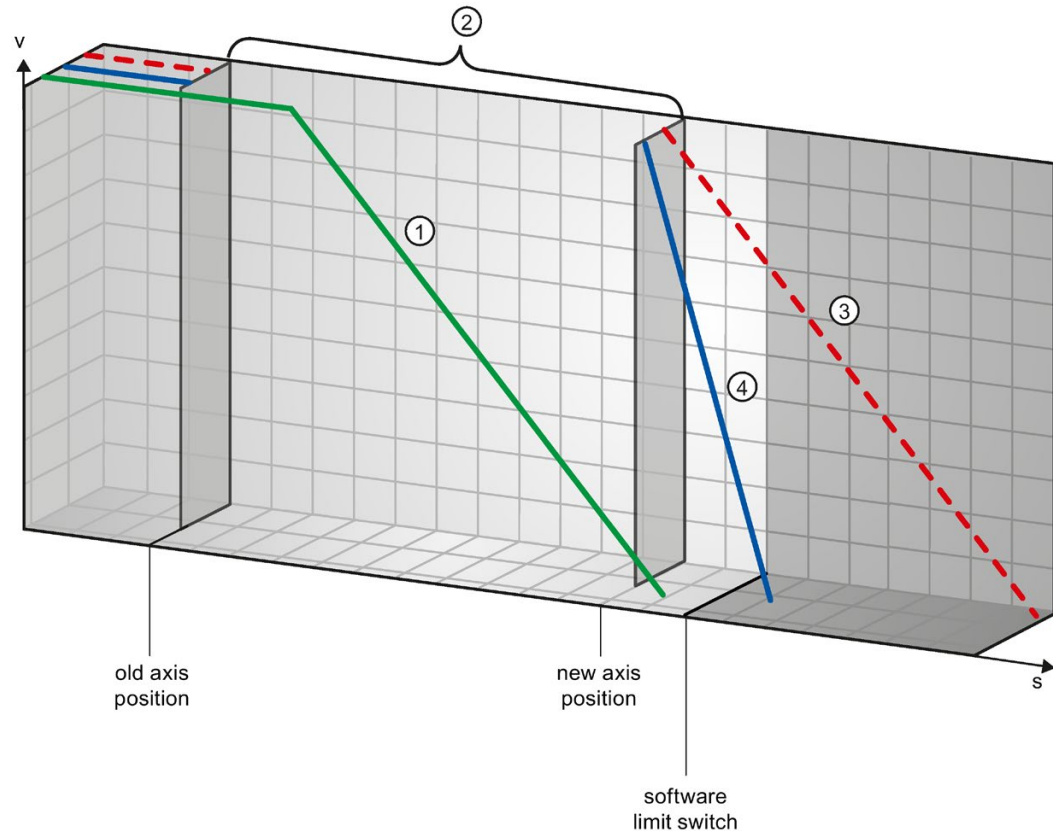 v
②
①
③
④
old axis
position
new axis
position
s
software
limit switch